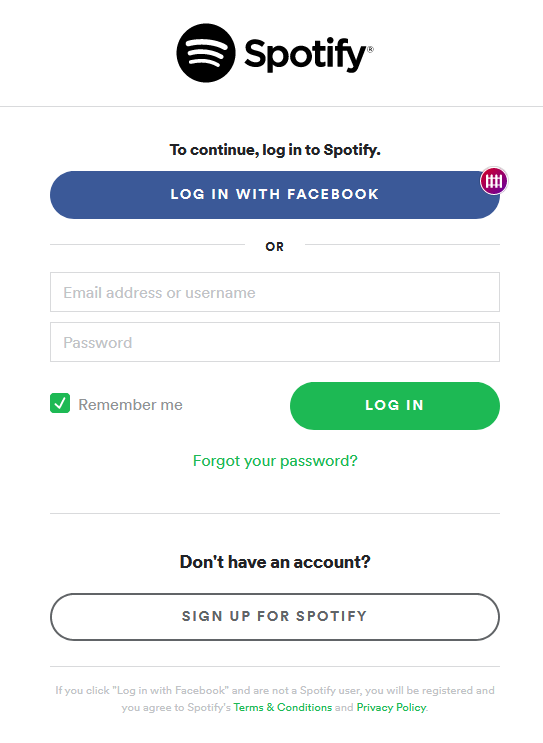 Spotify®
To continue, log in to Spotify.
LOG IN WITH FACEBOOK
OR
Email address or username
Password
Remember me
LOG IN
Forgot your password?
Don't have an account?
SIGN UP FOR SPOTIFY
If you click "Log in with Facebook" and are not a Spotify user, you will be registered and
you agree to Spotify's Terms & Conditions and Privacy Policy.